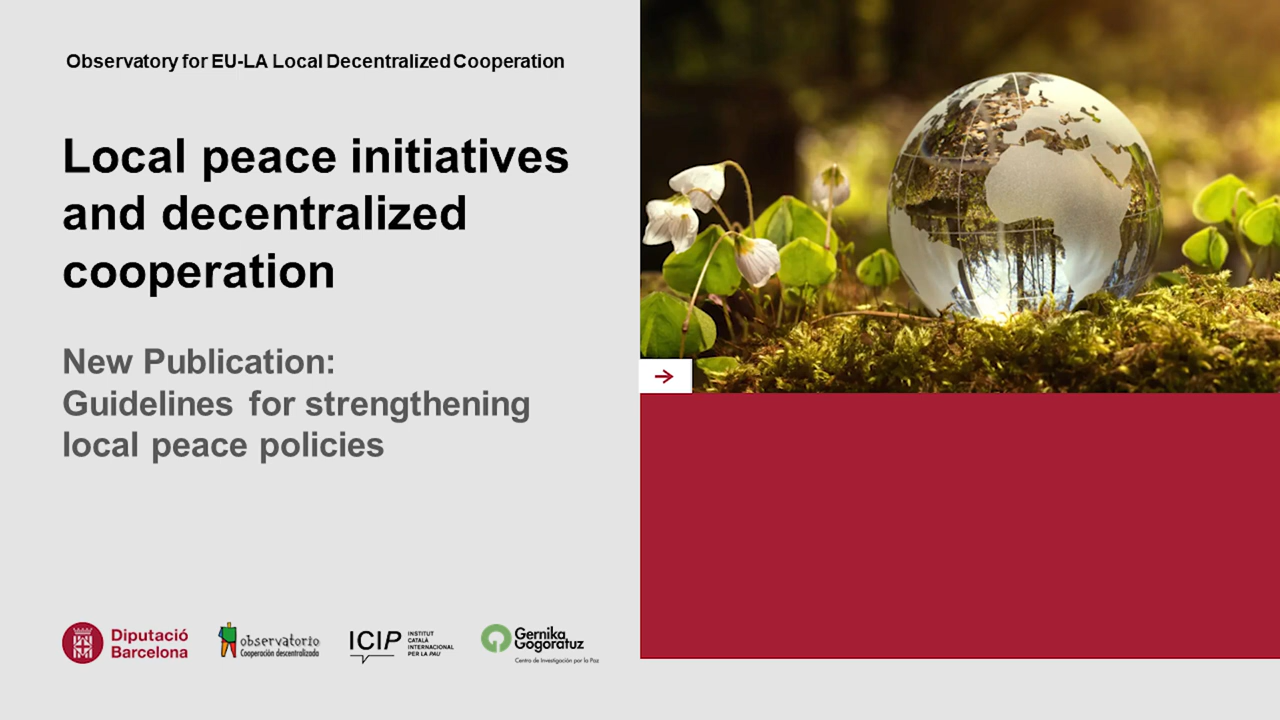 Observatory for EU-LA Local Decentralized Cooperation
Local peace initiatives
and decentralized
cooperation
New Publication:
Guidelines for strengthening
local peace policies
Diputació
Barcelona
observatorio
Cooperación descentralizada
ICIP
INSTITUT
CATALÀ
INTERNACIONAL
PER LA PAU
Gernika
Gogoratuz
Centro de Investigación por la Paz